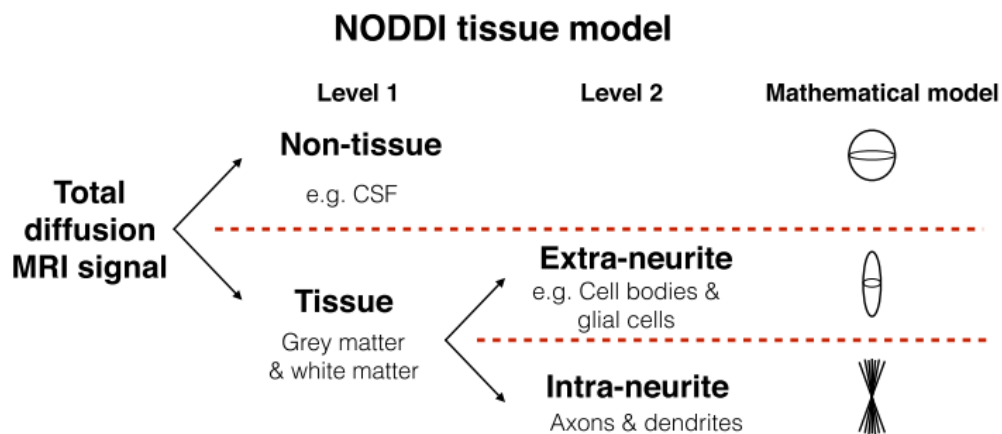 NODDI tissue model
Level 1
Level 2
Mathematical model
Total
diffusion
MRI signal
Non-tissue
e.g. CSF
Tissue
Grey matter
& white matter
Extra-neurite
e.g. Cell bodies &
glial cells
Intra-neurite
Axons & dendrites